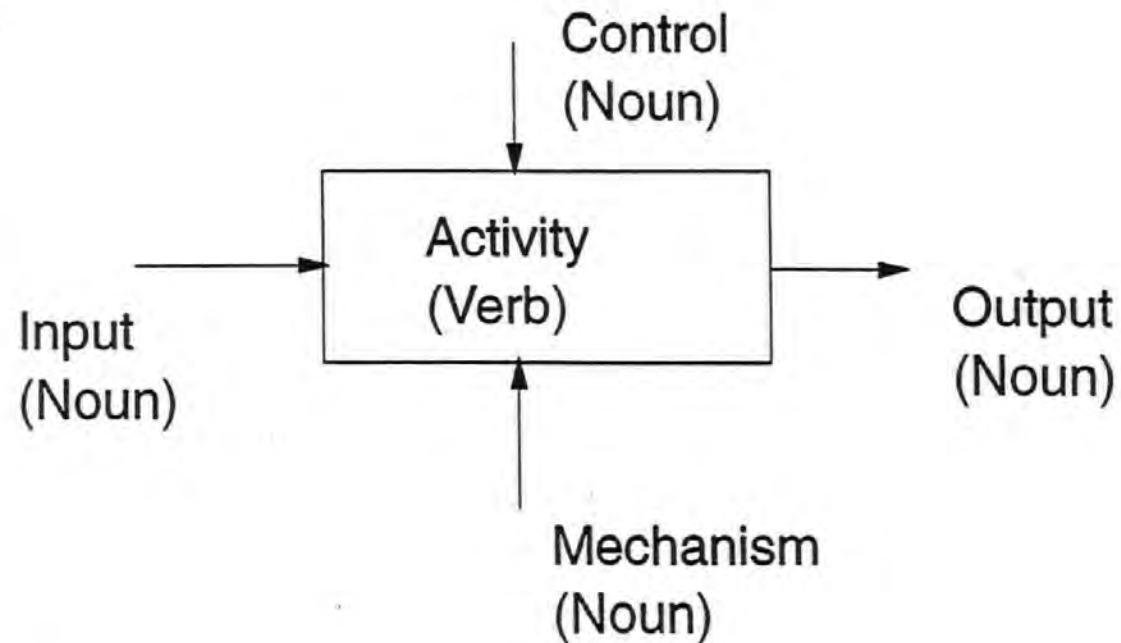 Control
(Noun)
Activity
(Verb)
Input
(Noun)
Output
(Noun)
Mechanism
(Noun)